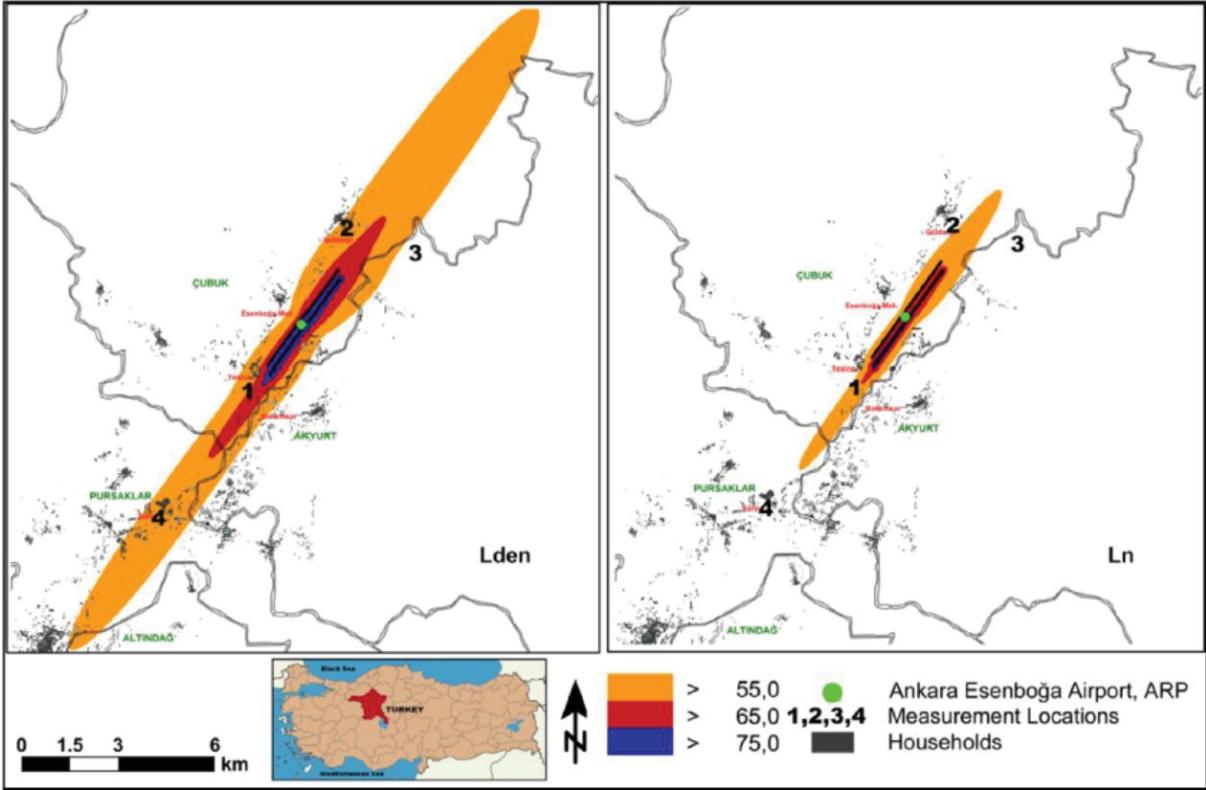 2
3
ÇUBUK
Esenboğa Mah.
1
AKYURT
PURSAKLAR
4
Lden
ALTINDAĞ
2
3
ÇUBUK
Esenboğa Mah.
1
AKYURT
PURSAKLAR
4
Ln
ALTINDAĞ
0 1.5 3 6 km
Black Sea
TURKEY
Mediterranean Sea
N
> 55,0
> 65,0
> 75,0
Ankara Esenboğa Airport, ARP
1,2,3,4 Measurement Locations
Households